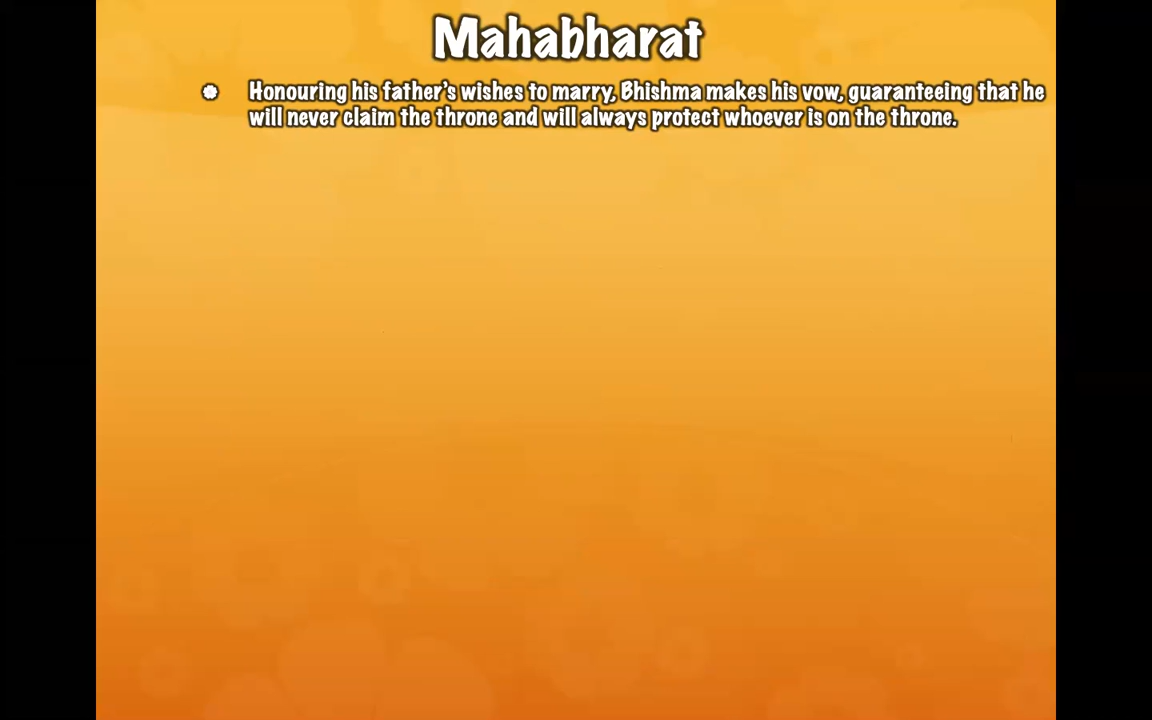 Mahabharat
Honouring his father's wishes to marry, Bhishma makes his vow, guaranteeing that he
will never claim the throne and will always protect whoever is on the throne.